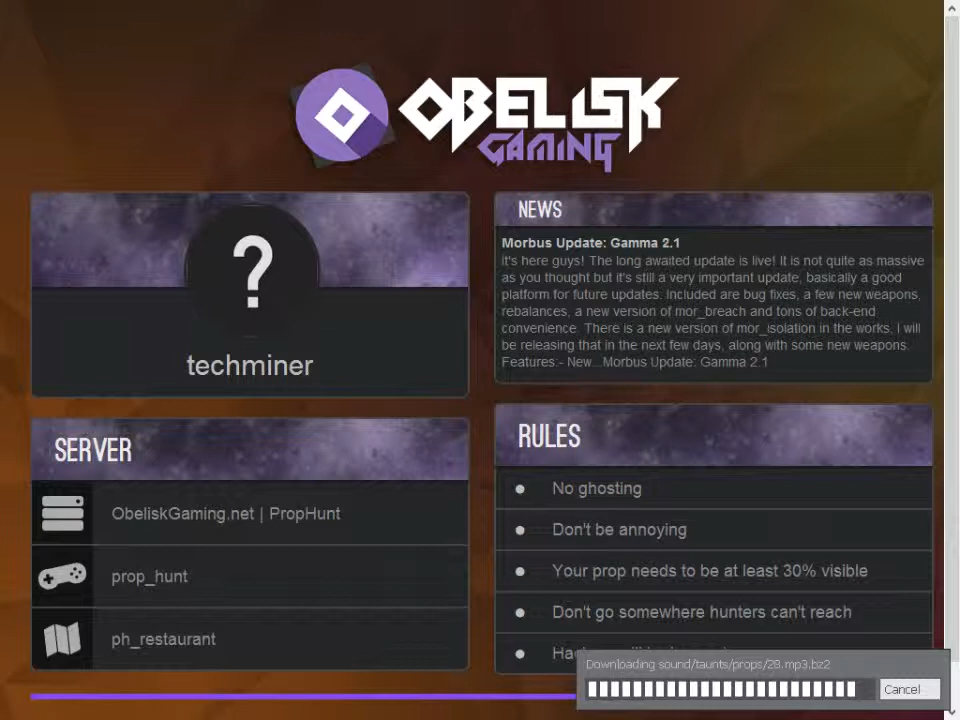 OBELISK
GAMING
?
techminer
NEWS
Morbus Update: Gamma 2.1
It's here guys! The long awaited update is live! It is not quite as massive
as you thought but it's still a very important update, basically a good
platform for future updates. Included are bug fixes, a few new weapons,
rebalances, a new version of mor_breach and tons of back-end
convenience. There is a new version of mor_isolation in the works, I will
be releasing that in the next few days, along with some new weapons.
Features:- New...Morbus Update: Gamma 2.1
SERVER
ObeliskGaming.net | PropHunt
prop_hunt
ph_restaurant
RULES
No ghosting
Don't be annoying
Your prop needs to be at least 30% visible
Don't go somewhere hunters can't reach
Downloading sound/taunts/props/28.mp3.bz2
Cancel